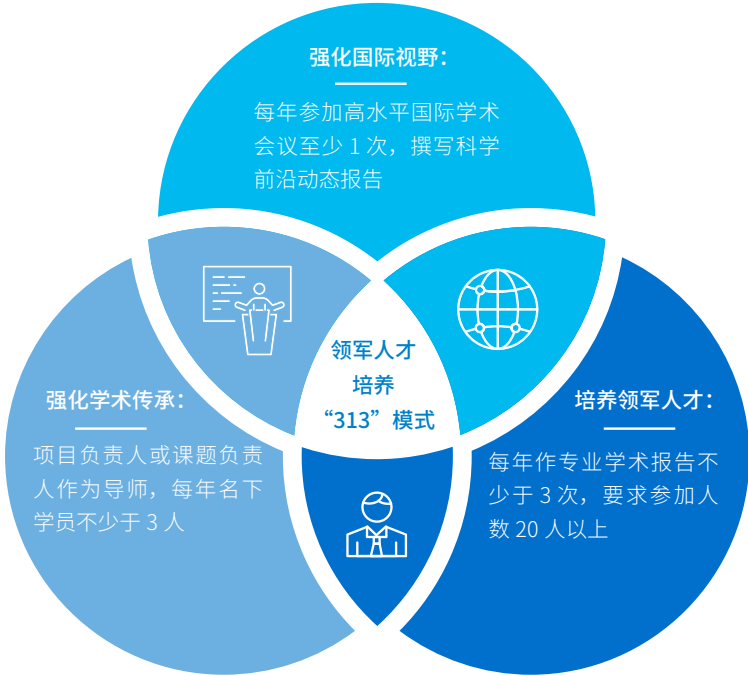 强化国际视野：
每年参加高水平国际学术
会议至少 1 次，撰写科学
前沿动态报告
领军人才
培养
“313”模式
强化学术传承：
项目负责人或课题负责
人作为导师，每年名下
学员不少于 3 人
培养领军人才：
每年作专业学术报告不
少于 3 次，要求参加人
数 20 人以上